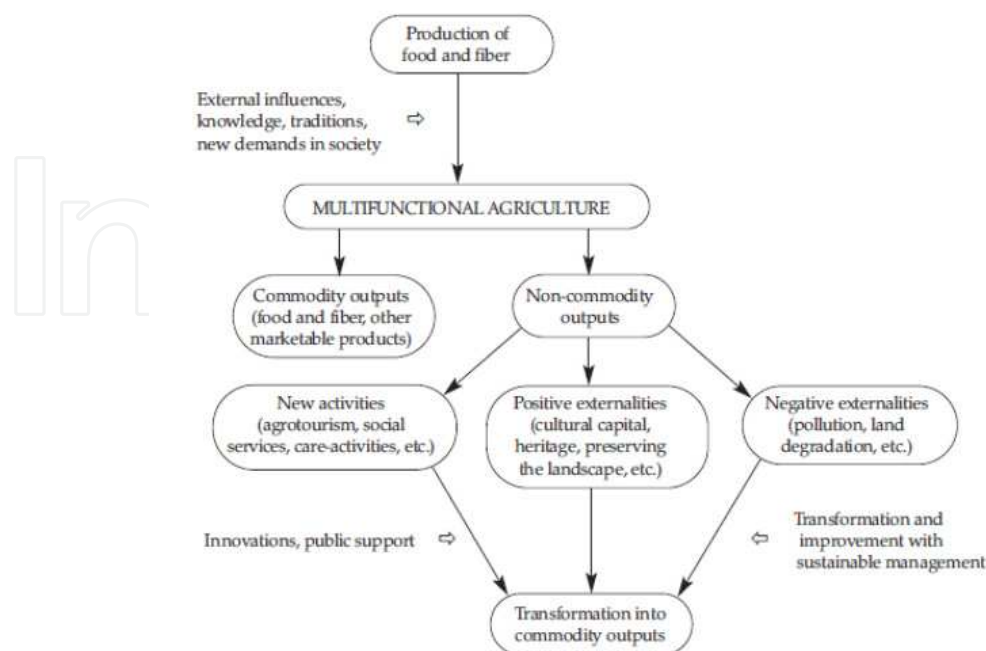 Production of
food and fiber
External influences,
knowledge, traditions,
new demands in society
MULTIFUNCTIONAL AGRICULTURE
Commodity outputs
(food and fiber, other
marketable products)
Non-commodity
outputs
New activities
(agrotourism, social
services, care-activities, etc.)
Positive externalities
(cultural capital,
heritage, preserving
the landscape, etc.)
Negative externalities
(pollution, land
degradation, etc.)
Innovations, public support
Transformation and
improvement with
sustainable management
Transformation into
commodity outputs
In